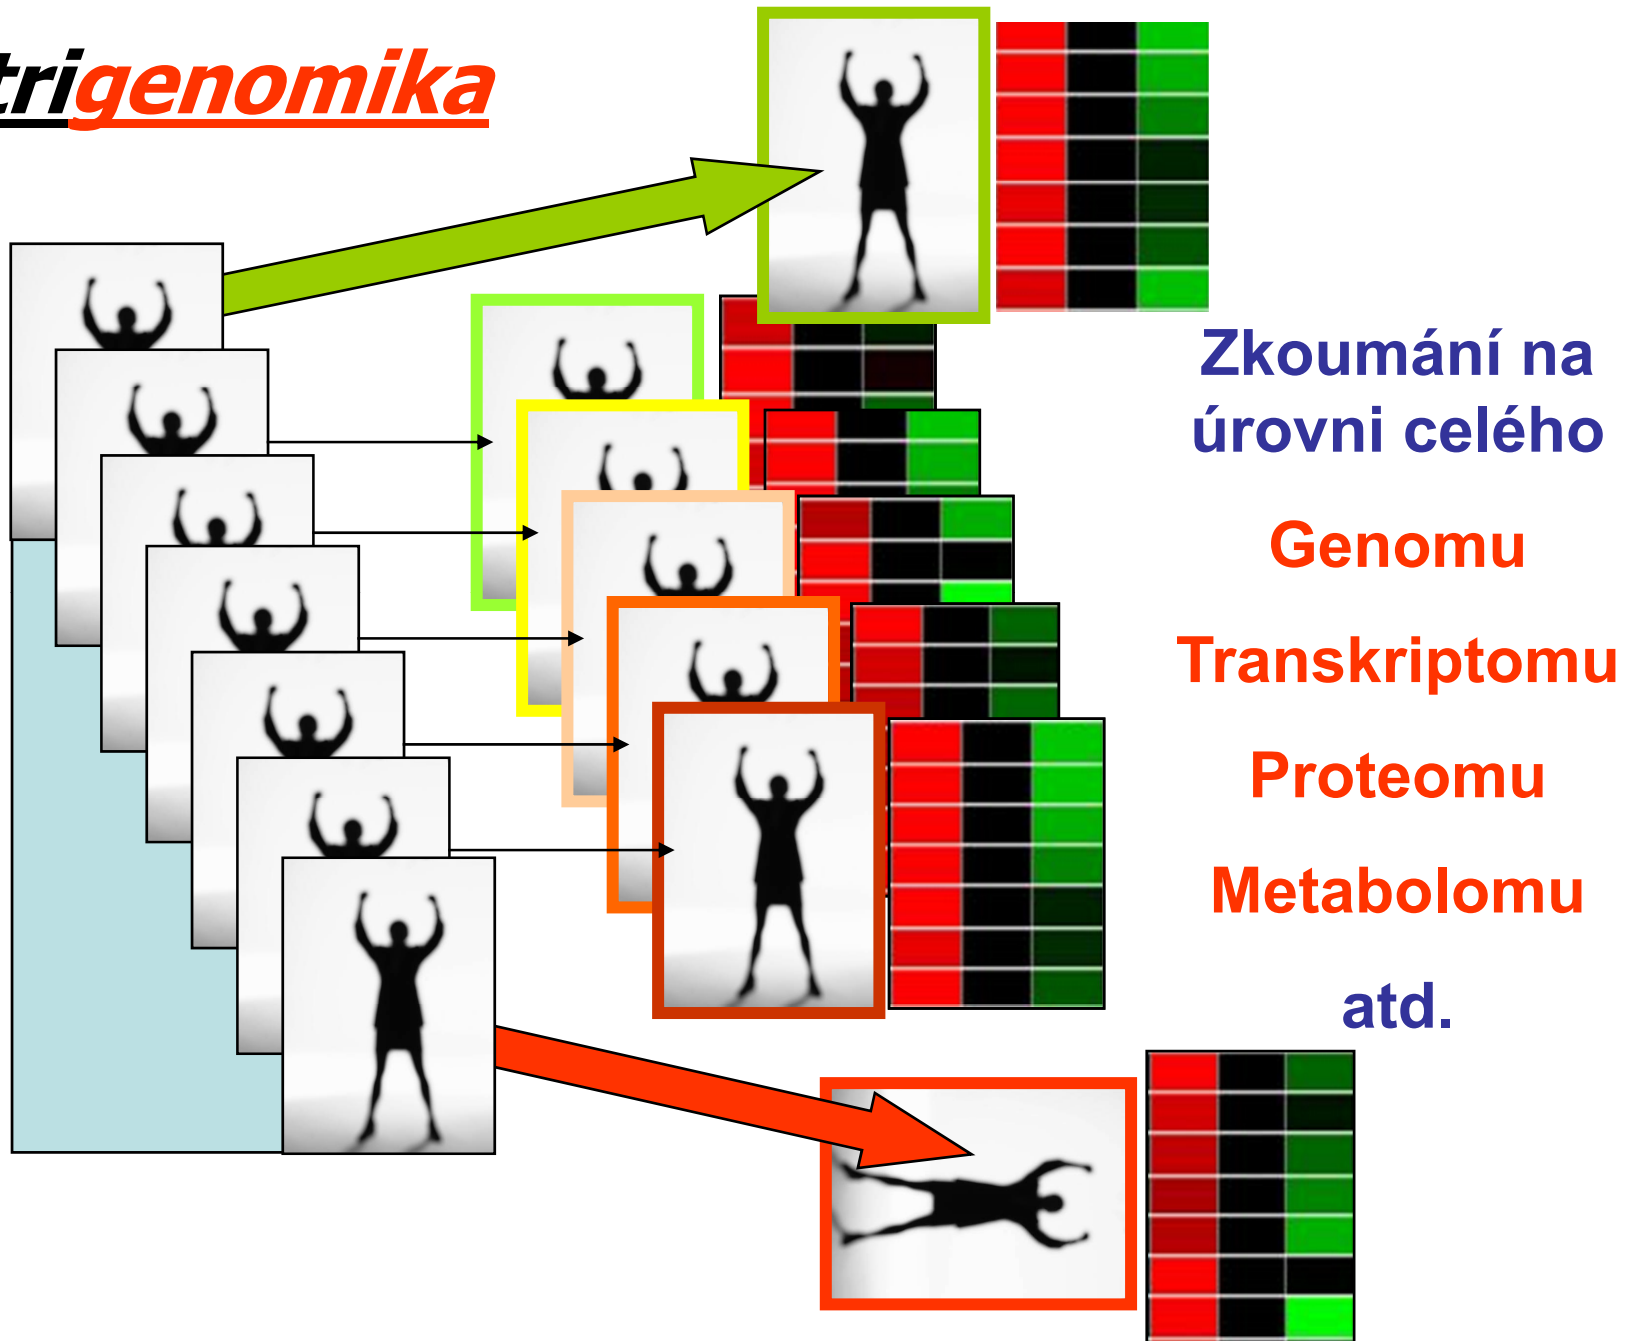 trigenomika
Zkoumání na
úrovni celého
Genomu
Transkriptomu
Proteomu
Metabolomu
atd.